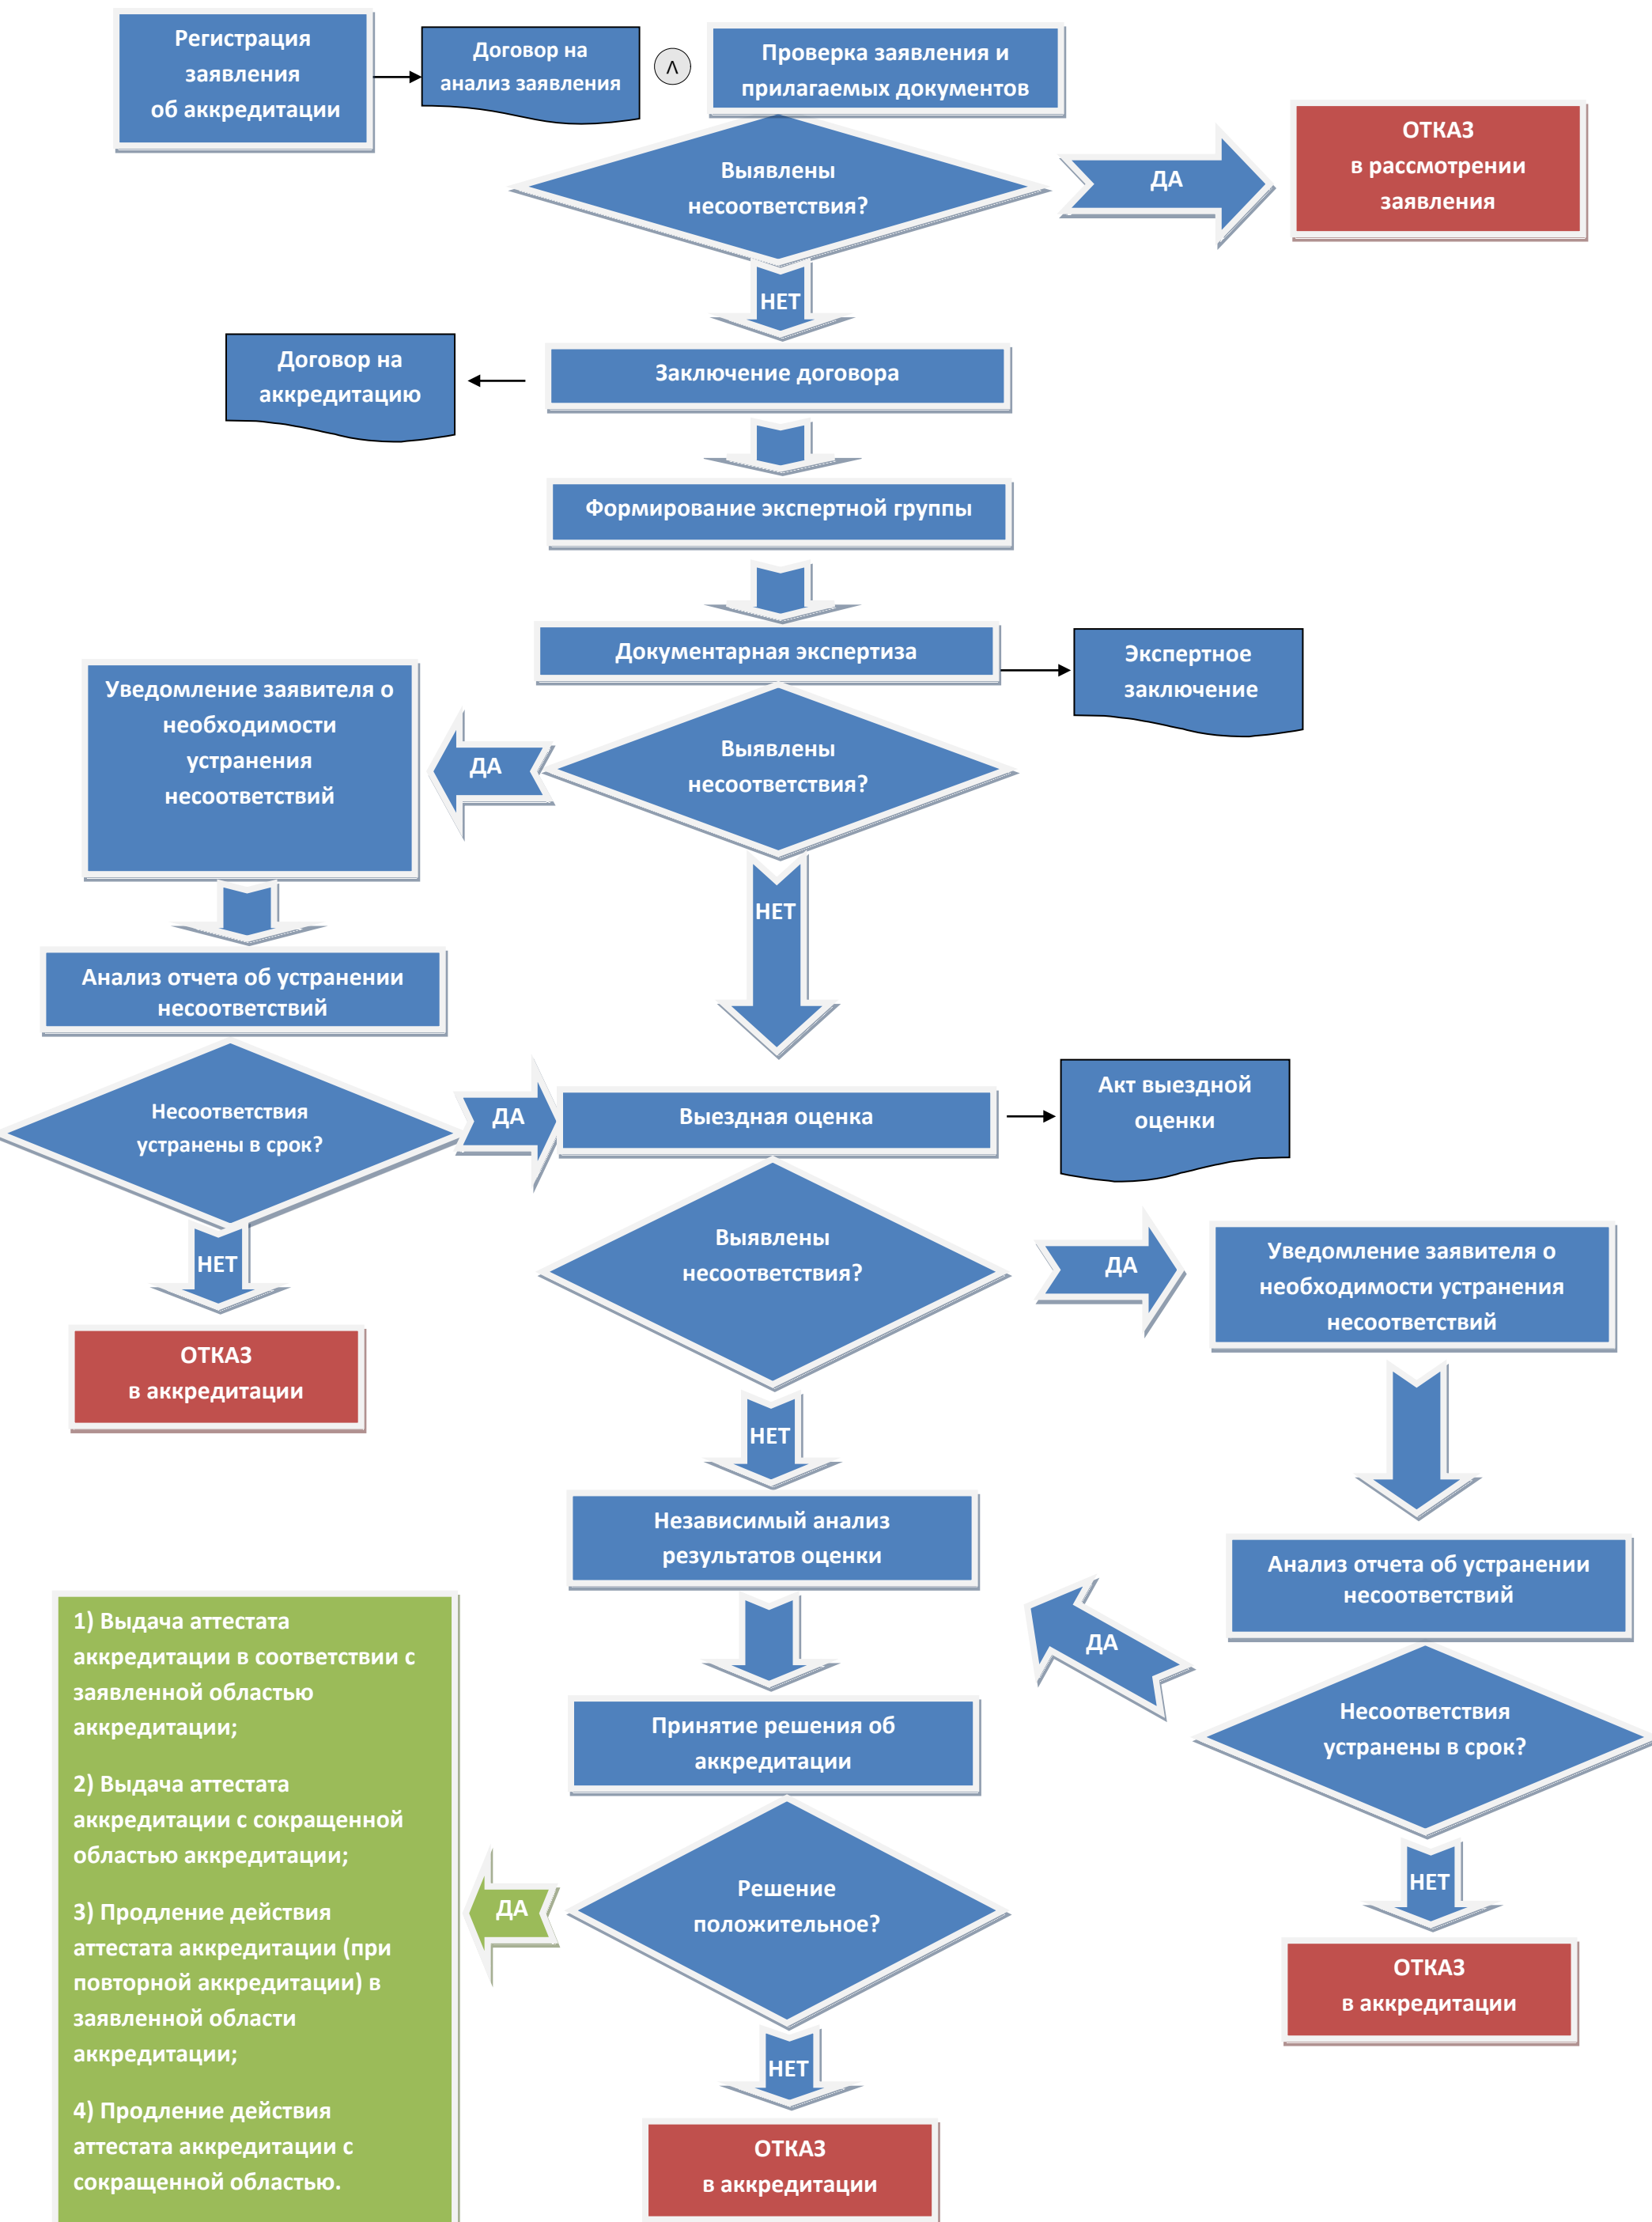 Регистрация
заявления
об аккредитации
Договор на
анализ заявления
Λ
Проверка заявления и
прилагаемых документов
Выявлены
несоответствия?
ДА
ОТКАЗ
в рассмотрении
заявления
НЕТ
Договор на
аккредитацию
Заключение договора
Формирование экспертной группы
Документарная экспертиза
Экспертное
заключение
Уведомление заявителя о
необходимости
устранения
несоответствий
ДА
Выявлены
несоответствия?
НЕТ
Анализ отчета об устранении
несоответствий
Несоответствия
устранены в срок?
ДА
Выездная оценка
Акт выездной
оценки
НЕТ
ОТКАЗ
в аккредитации
Выявлены
несоответствия?
ДА
Уведомление заявителя о
необходимости устранения
несоответствий
НЕТ
Независимый анализ
результатов оценки
Анализ отчета об устранении
несоответствий
ДА
Несоответствия
устранены в срок?
НЕТ
ОТКАЗ
в аккредитации
Принятие решения об
аккредитации
Решение
положительное?
ДА
1) Выдача аттестата
аккредитации в соответствии с
заявленной областью
аккредитации;
2) Выдача аттестата
аккредитации с сокращенной
областью аккредитации;
3) Продление действия
аттестата аккредитации (при
повторной аккредитации) в
заявленной области
аккредитации;
4) Продление действия
аттестата аккредитации с
сокращенной областью.
НЕТ
ОТКАЗ
в аккредитации